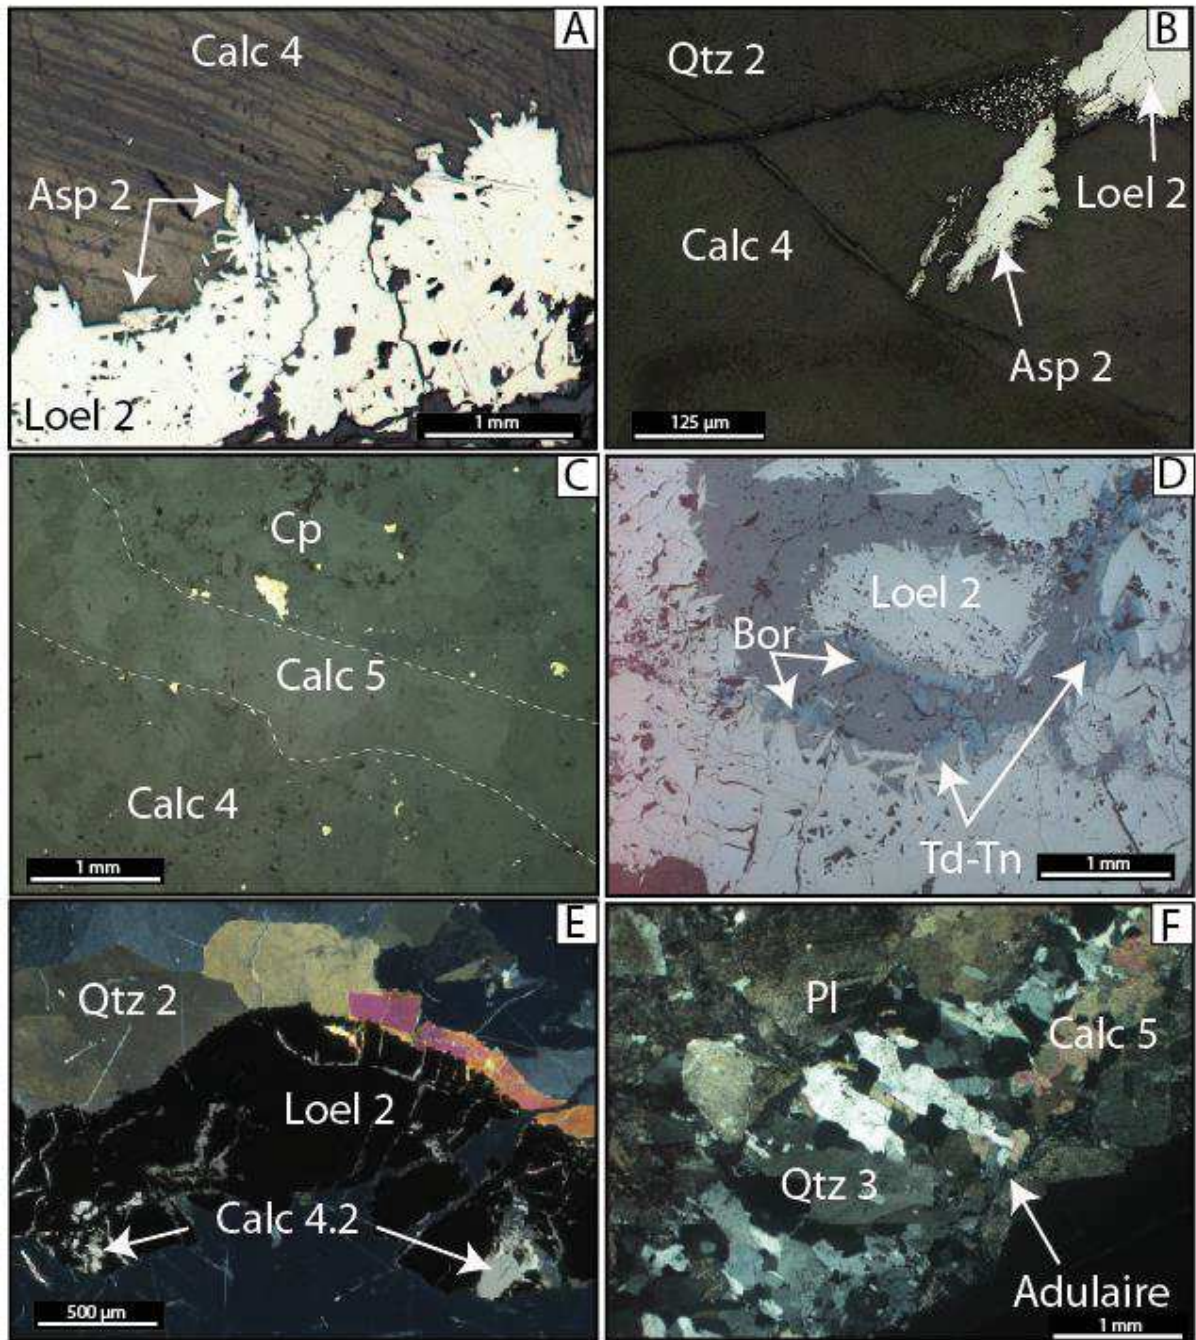 A
Calc 4
Asp 2
Loel 2
1 mm
B
Qtz 2
Loel 2
Calc 4
Asp 2
125 µm
C
Cp
Calc 5
Calc 4
1 mm
D
Loel 2
Bor
Td-Tn
1 mm
E
Qtz 2
Loel 2
Calc 4.2
500 µm
F
Pl
Calc 5
Qtz 3
Adulaire
1 mm